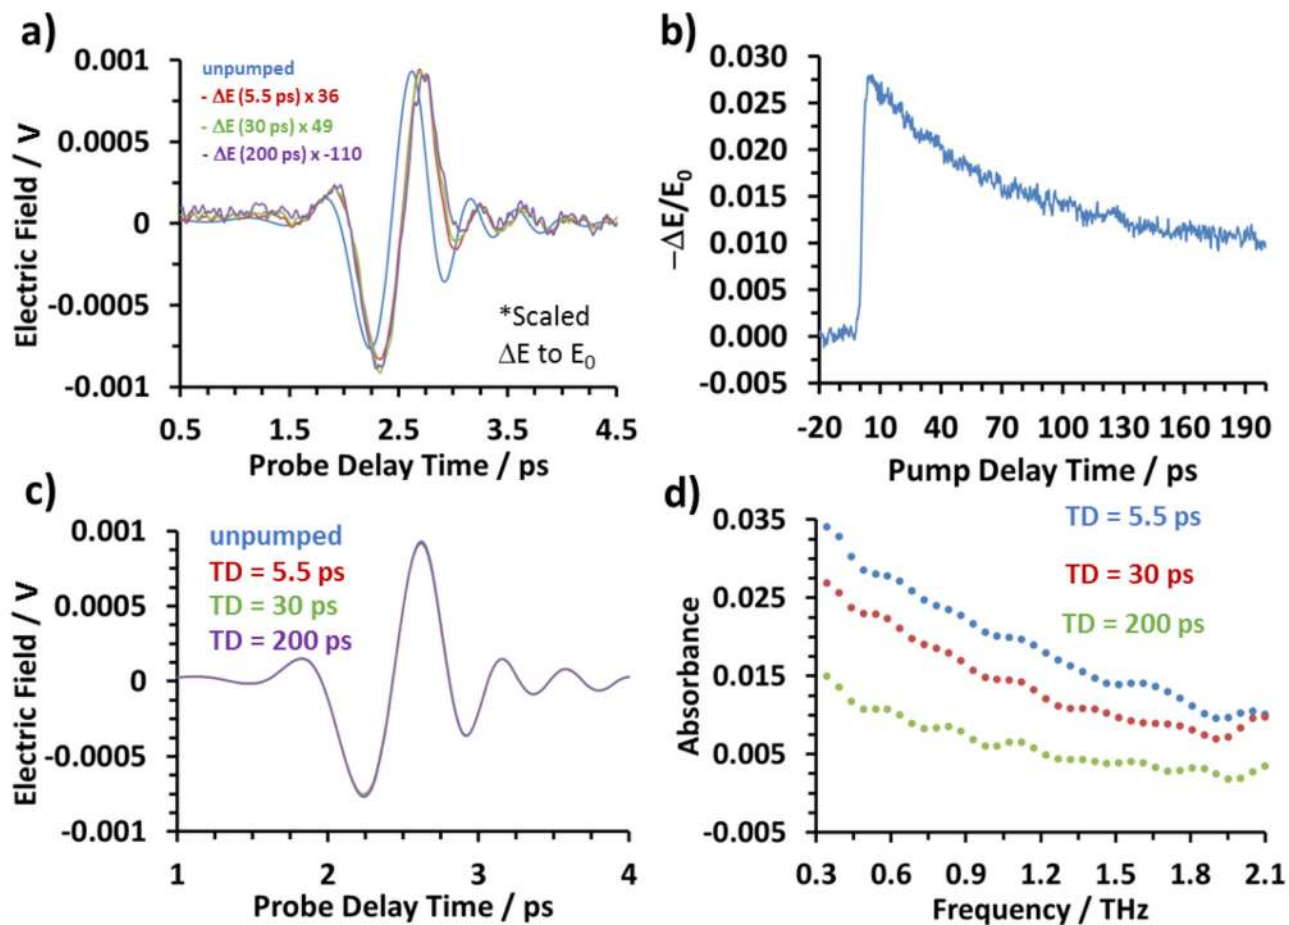 a)
0.001
0.0005
0
-0.0005
-0.001
Electric Field / V
unpumped
- ΔE (5.5 ps) x 36
- ΔE (30 ps) x 49
- ΔE (200 ps) x -110
*Scaled
ΔE to E₀
0.5 1.5 2.5 3.5 4.5
Probe Delay Time / ps
b)
0.030
0.025
0.020
0.015
0.010
0.005
0.000
-0.005
−ΔE/E₀
-20 10 40 70 100 130 160 190
Pump Delay Time / ps
c)
0.001
0.0005
0
-0.0005
-0.001
Electric Field / V
unpumped
TD = 5.5 ps
TD = 30 ps
TD = 200 ps
1 2 3 4
Probe Delay Time / ps
d)
0.035
0.025
0.015
0.005
-0.005
Absorbance
TD = 5.5 ps
TD = 30 ps
TD = 200 ps
0.3 0.6 0.9 1.2 1.5 1.8 2.1
Frequency / THz